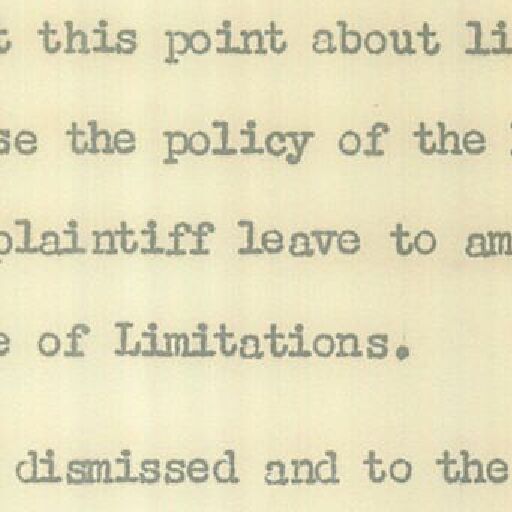 t this point about li
se the policy of the
plaintiff leave to am
e of Limitations.
dismissed and to the